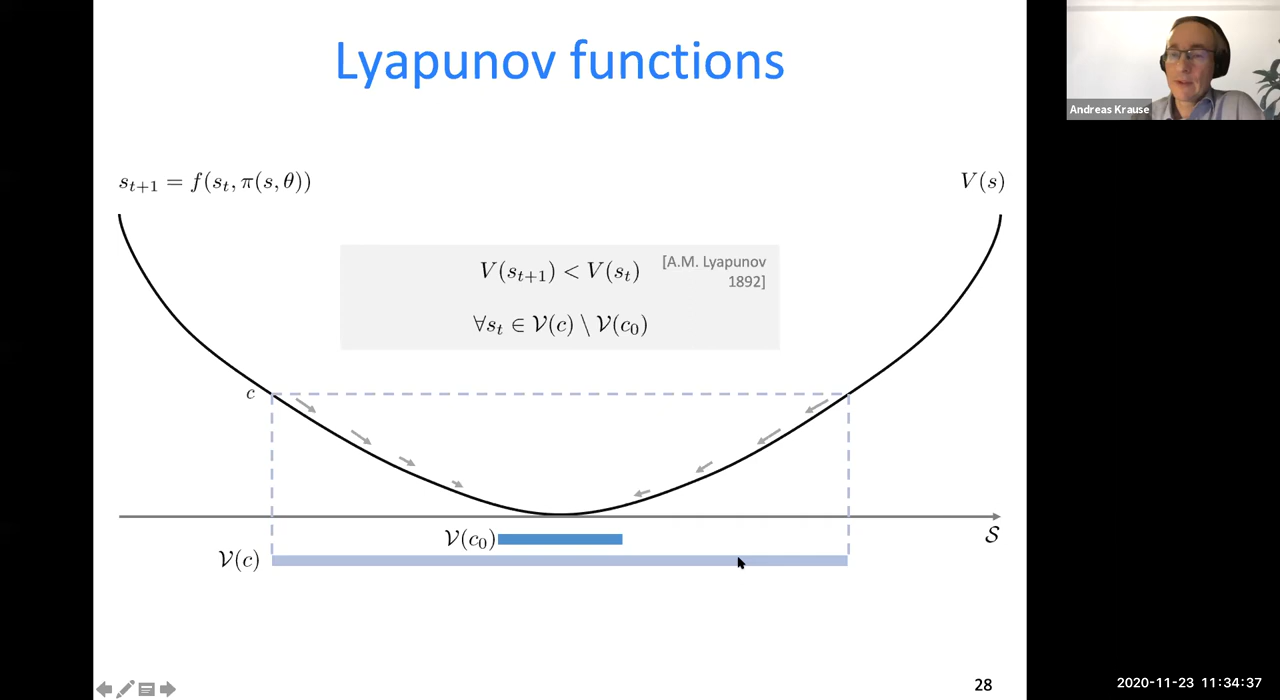 Lyapunov functions
Andreas Krause
s_{t+1} = f(s_t, π(s, θ))
V(s)
V(s_{t+1}) < V(s_t)
[A.M. Lyapunov
1892]
∀s_t ∈ 𝒱(c) \ 𝒱(c_0)
c
𝒱(c_0)
𝒮
𝒱(c)
28
2020-11-23 11:34:37